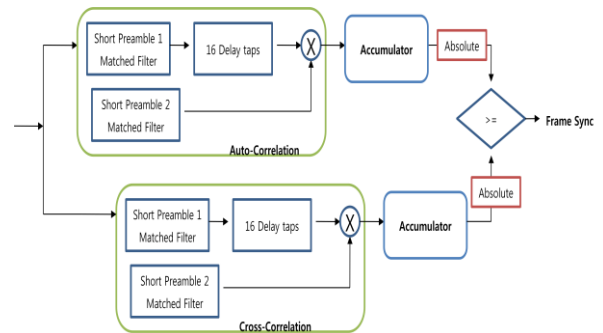 Short Preamble 1
Matched Filter
16 Delay taps
X
Accumulator
Absolute
Short Preamble 2
Matched Filter
Auto-Correlation
>=
Frame Sync
Short Preamble 1
Matched Filter
16 Delay taps
X
Accumulator
Absolute
Short Preamble 2
Matched Filter
Cross-Correlation